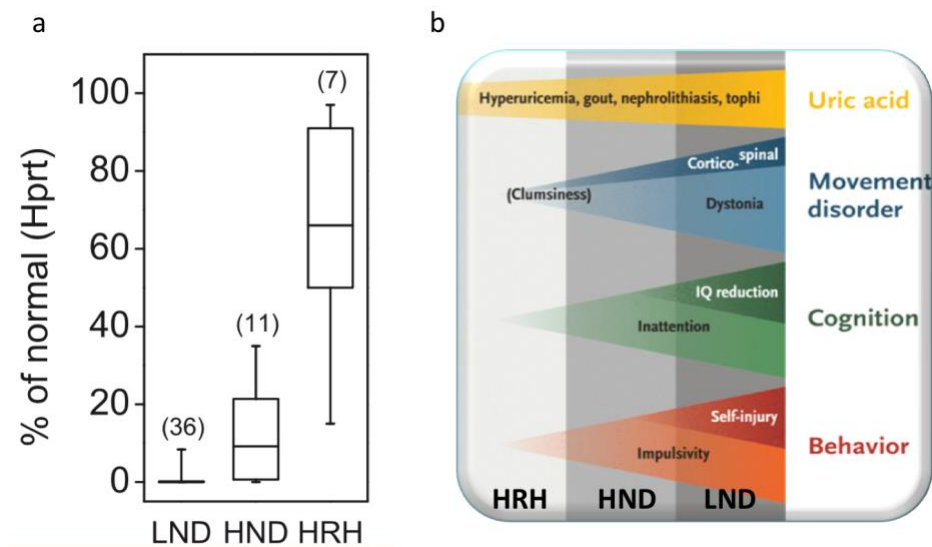 a
% of normal (Hprt)
100
80
60
40
20
0
(36)
(11)
(7)
LND HND HRH
b
Hyperuricemia, gout, nephrolithiasis, tophi
Uric acid
Cortico-spinal
(Clumsiness)
Dystonia
Movement
disorder
IQ reduction
Inattention
Cognition
Self-injury
Impulsivity
Behavior
HRH HND LND